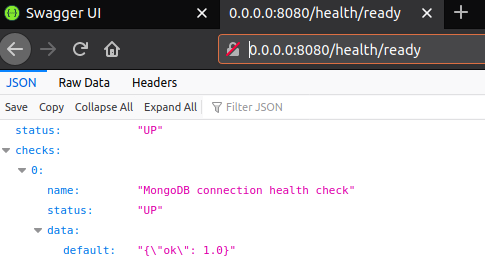 Swagger UI
0.0.0.0:8080/health/ready
0.0.0.0:8080/health/ready
JSON Raw Data Headers
Save Copy Collapse All Expand All Filter JSON
status: "UP"
checks:
0:
name: "MongoDB connection health check"
status: "UP"
data:
default: "{\"ok\": 1.0}"